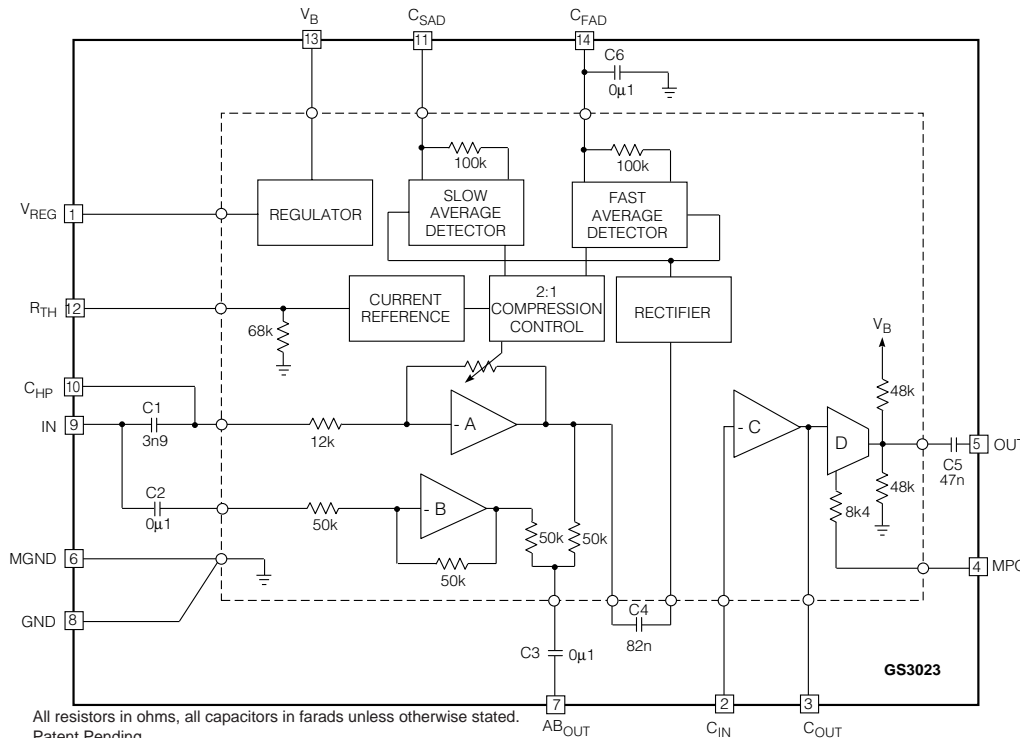 VB
13
CSAD
11
CFAD
14
C6
0µ1
100k
100k
VREG
1
REGULATOR
SLOW
AVERAGE
DETECTOR
FAST
AVERAGE
DETECTOR
RTH
12
68k
CURRENT
REFERENCE
2:1
COMPRESSION
CONTROL
RECTIFIER
VB
48k
CHP
10
IN
9
C1
3n9
12k
- A
- C
D
5
OUT
C5
47n
48k
8k4
C2
0µ1
50k
- B
50k
50k
50k
MGND
6
4
GND
8
C4
82n
C3
0µ1
GS3023
7
ABOUT
2
CIN
3
COUT
All resistors in ohms, all capacitors in farads unless otherwise stated.
Patent Pending